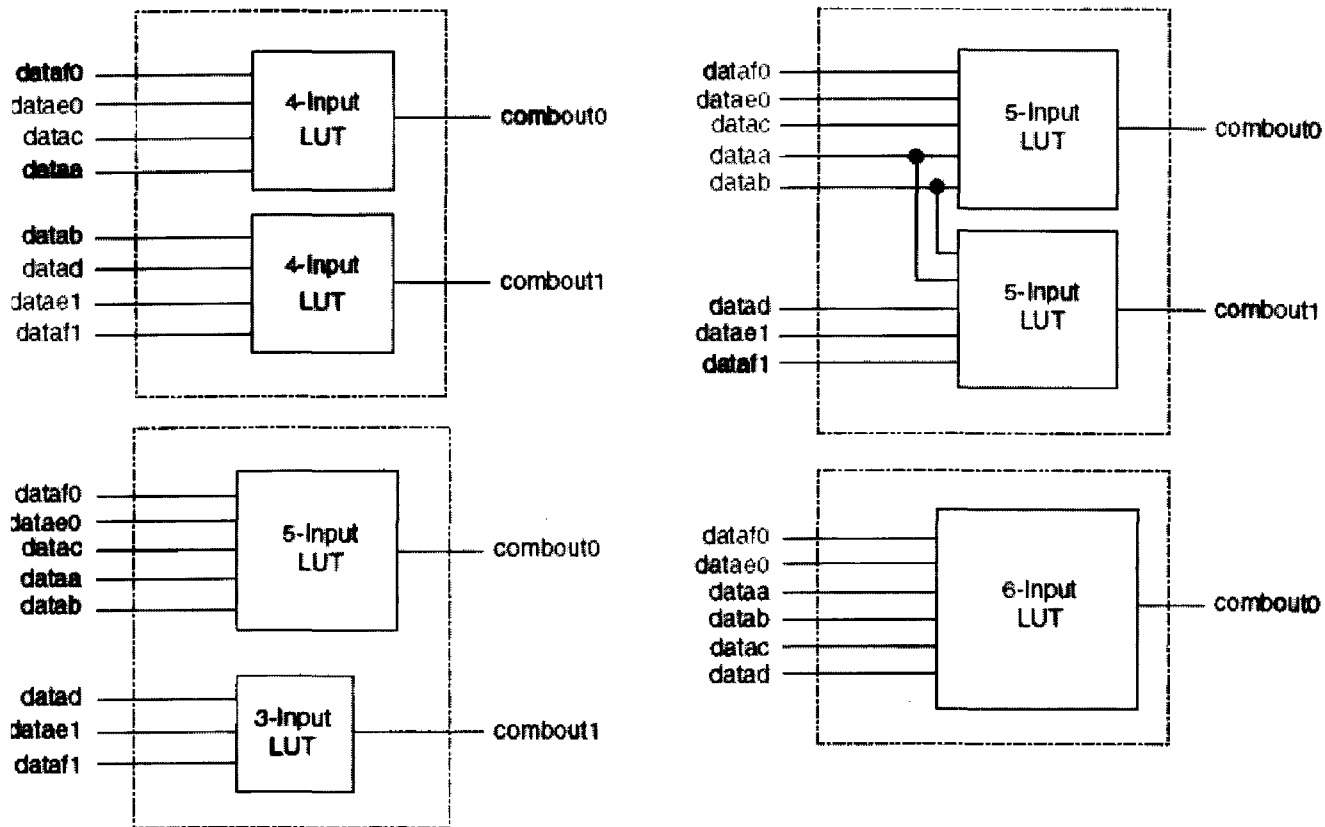 dataf0
datae0
datac
dataa
4-Input
LUT
combout0
datab
datad
datae1
dataf1
4-Input
LUT
combout1
dataf0
datae0
datac
dataa
datab
5-Input
LUT
combout0
datad
datae1
dataf1
5-Input
LUT
combout1
dataf0
datae0
datac
dataa
datab
5-Input
LUT
combout0
datad
datae1
dataf1
3-Input
LUT
combout1
dataf0
datae0
dataa
datab
datac
datad
6-Input
LUT
combout0